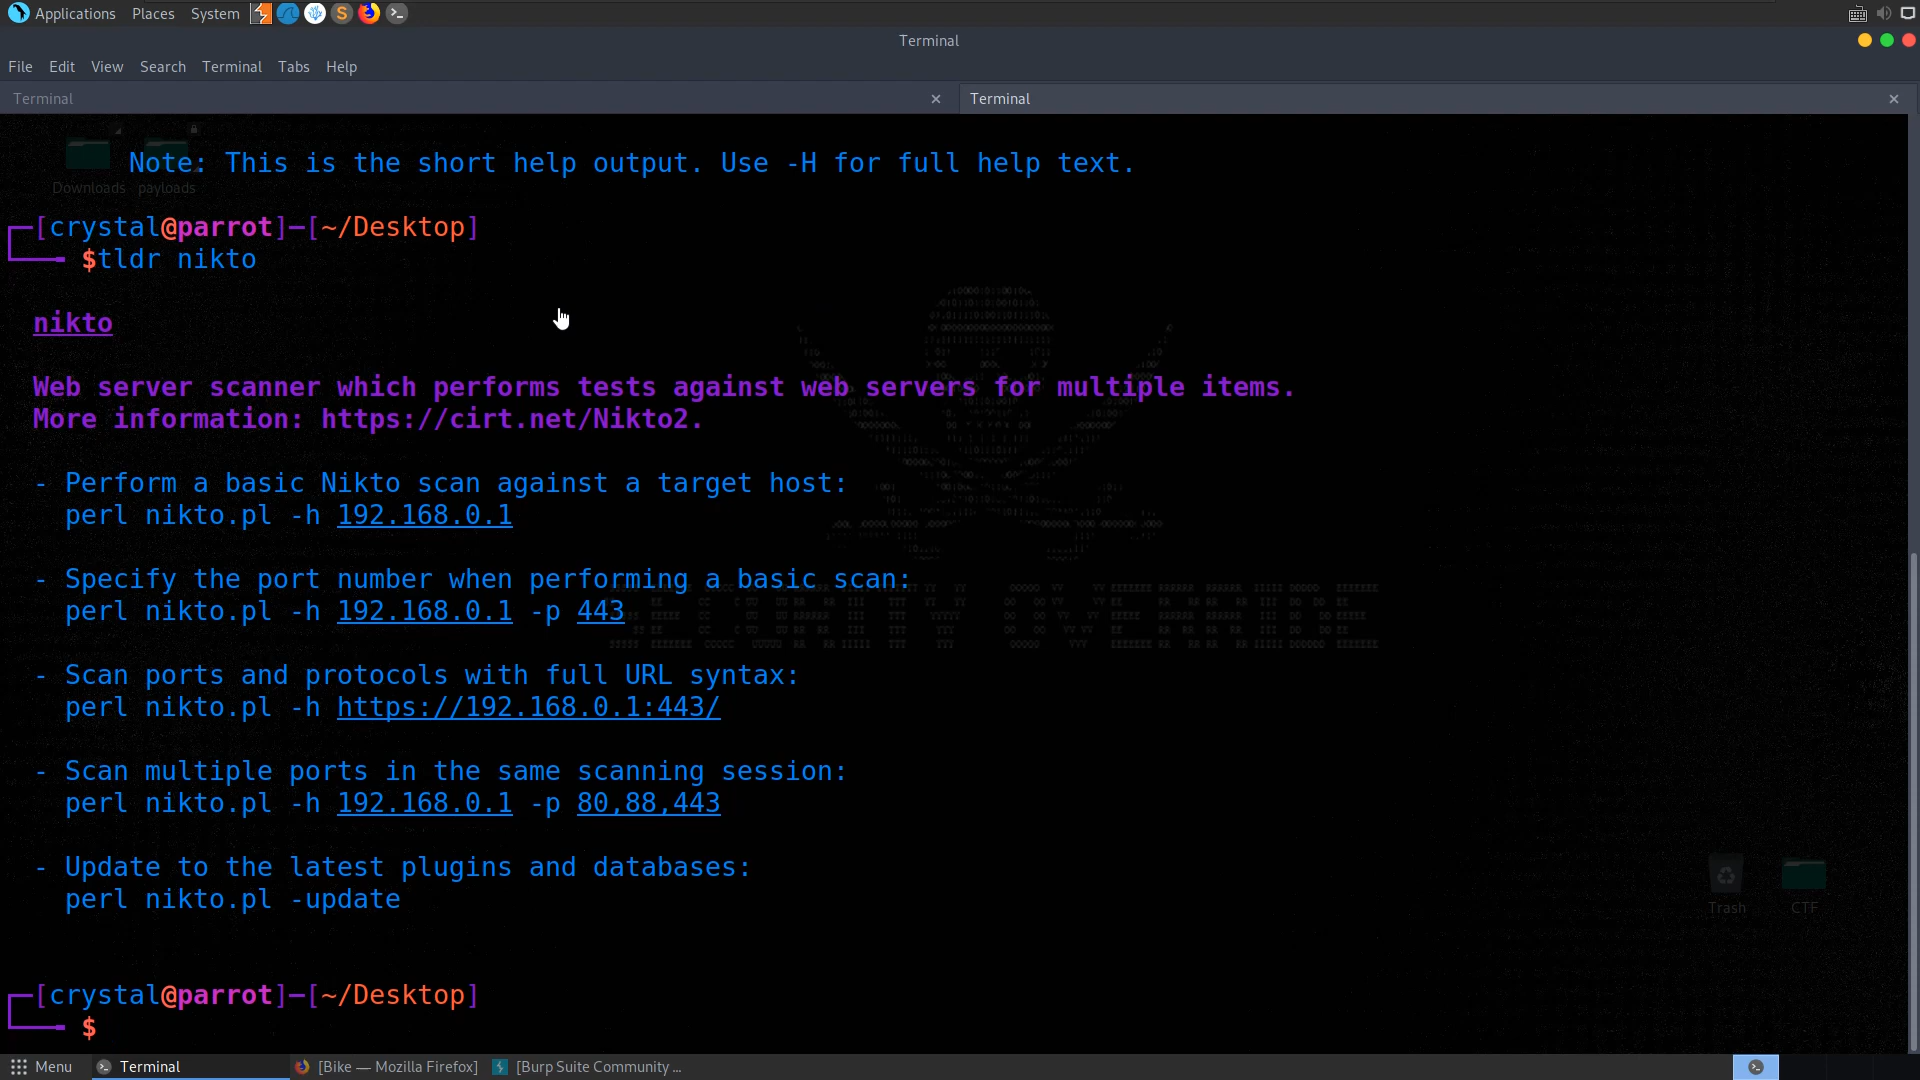 Applications Places System
Terminal
File Edit View Search Terminal Tabs Help
Terminal × Terminal ×
Note: This is the short help output. Use -H for full help text.
Downloads payloads
┌─[crystal@parrot]─[~/Desktop]
└──╼ $tldr nikto
nikto
Web server scanner which performs tests against web servers for multiple items.
More information: https://cirt.net/Nikto2.
- Perform a basic Nikto scan against a target host:
perl nikto.pl -h 192.168.0.1
- Specify the port number when performing a basic scan:
perl nikto.pl -h 192.168.0.1 -p 443
- Scan ports and protocols with full URL syntax:
perl nikto.pl -h https://192.168.0.1:443/
- Scan multiple ports in the same scanning session:
perl nikto.pl -h 192.168.0.1 -p 80,88,443
- Update to the latest plugins and databases:
perl nikto.pl -update
Trash CTF
┌─[crystal@parrot]─[~/Desktop]
└──╼ $
Menu Terminal [Bike — Mozilla Firefox] [Burp Suite Community ...